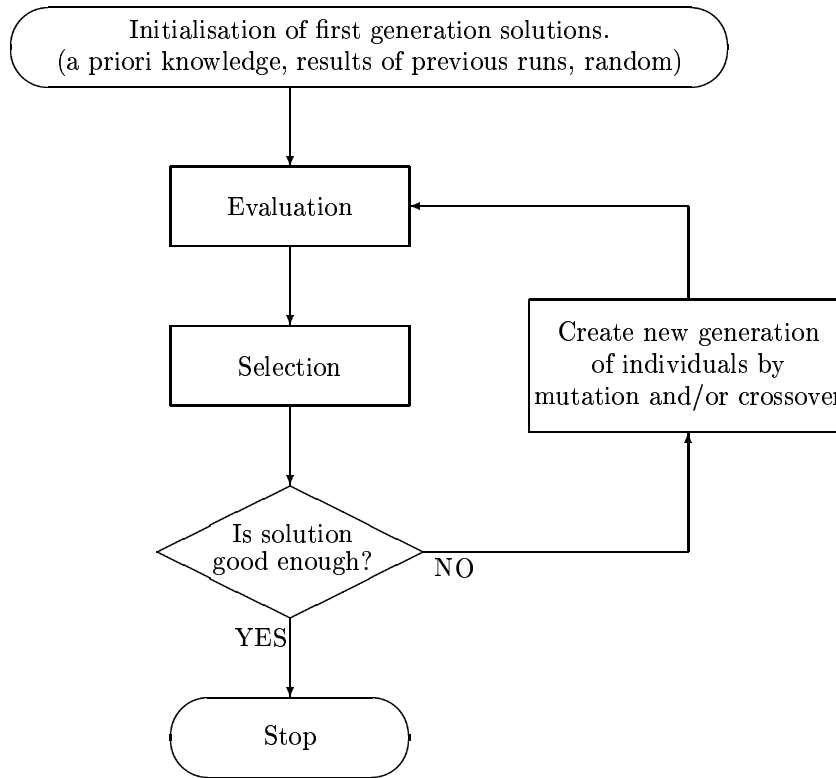 Initialisation of first generation solutions.
(a priori knowledge, results of previous runs, random)
Evaluation
Selection
Create new generation
of individuals by
mutation and/or crossover
Is solution
good enough?
NO
YES
Stop